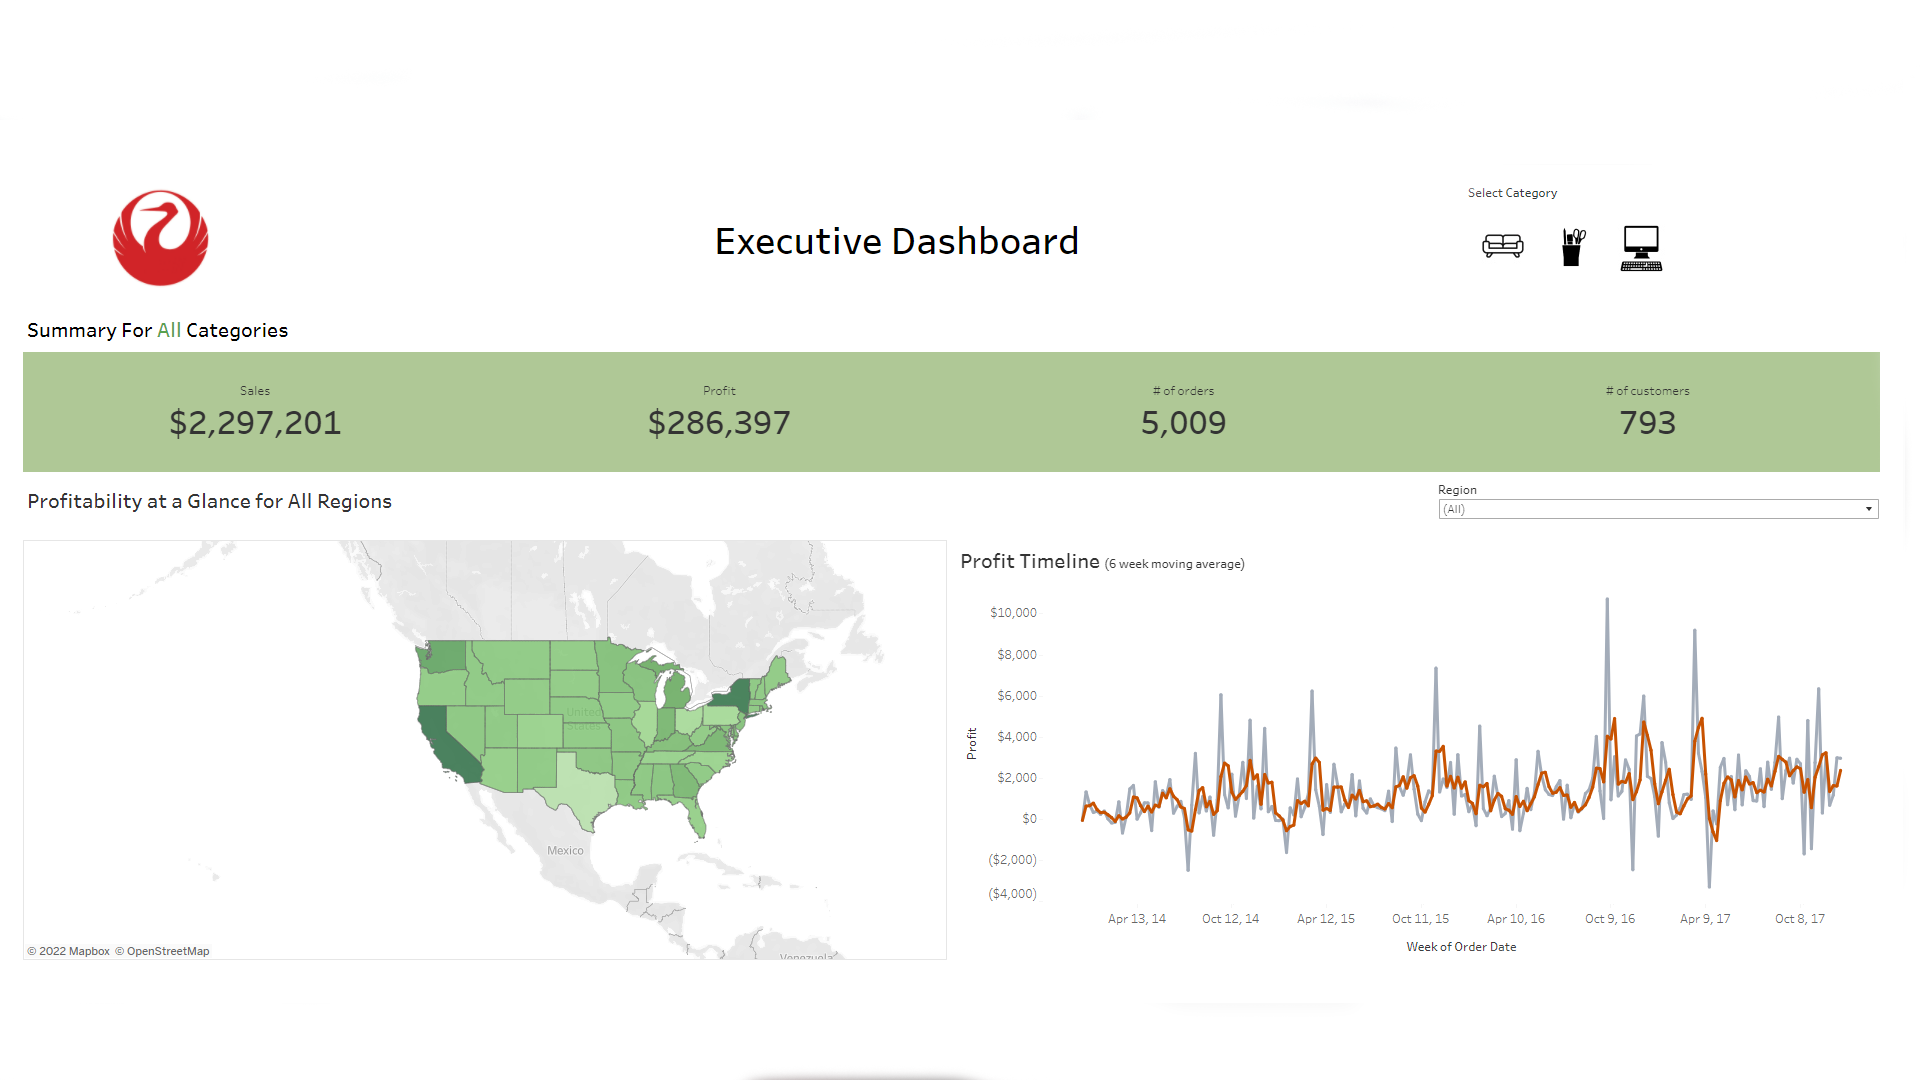 Select Category
Executive Dashboard
Summary For All Categories
Sales
$2,297,201
Profit
$286,397
# of orders
5,009
# of customers
793
Profitability at a Glance for All Regions
Region
(All)
United
States
Mexico
Venezuela
© 2022 Mapbox © OpenStreetMap
Profit Timeline (6 week moving average)
Profit
$10,000
$8,000
$6,000
$4,000
$2,000
$0
($2,000)
($4,000)
Apr 13, 14 Oct 12, 14 Apr 12, 15 Oct 11, 15 Apr 10, 16 Oct 9, 16 Apr 9, 17 Oct 8, 17
Week of Order Date